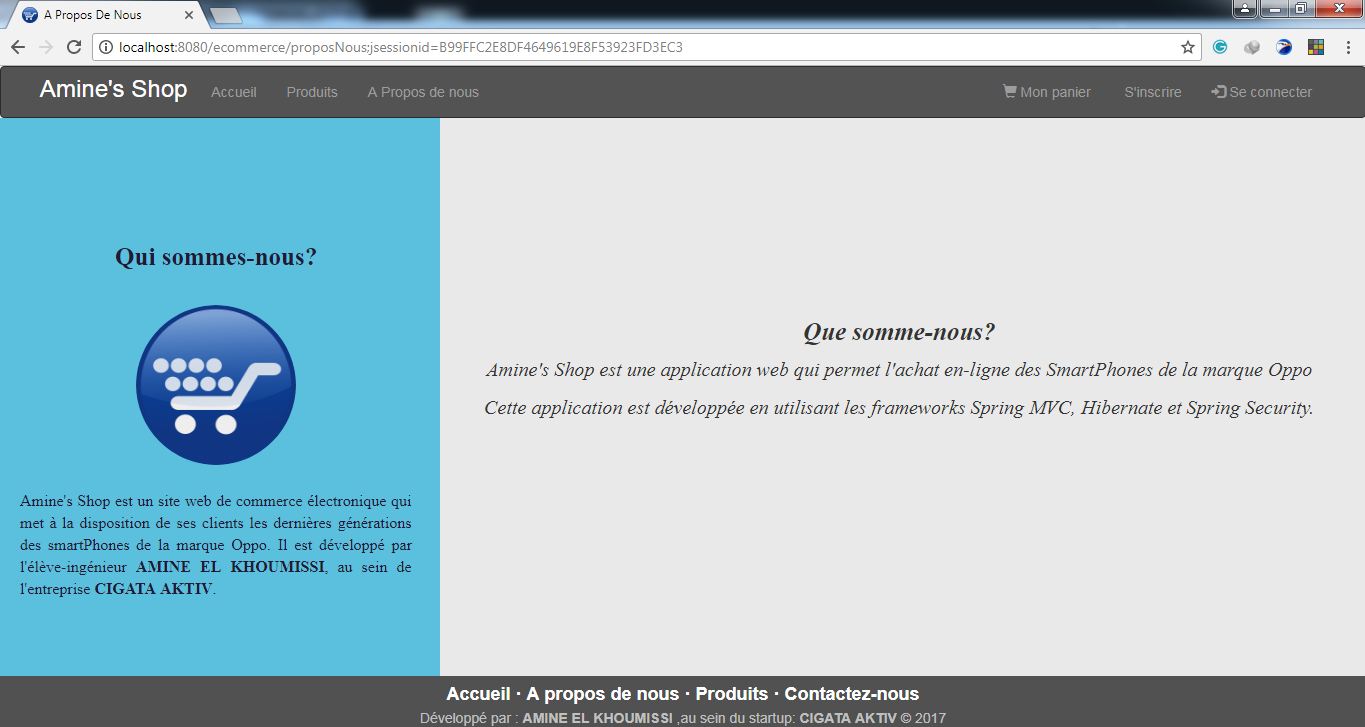 A Propos De Nous
localhost:8080/ecommerce/proposNous;jsessionid=B99FFC2E8DF4649619E8F53923FD3EC3
Amine's Shop Accueil Produits A Propos de nous Mon panier S'inscrire Se connecter
Qui sommes-nous?
Amine's Shop est un site web de commerce électronique qui
met à la disposition de ses clients les dernières générations
des smartPhones de la marque Oppo. Il est développé par
l'élève-ingénieur AMINE EL KHOUMISSI, au sein de
l'entreprise CIGATA AKTIV.
Que somme-nous?
Amine's Shop est une application web qui permet l'achat en-ligne des SmartPhones de la marque Oppo
Cette application est développée en utilisant les frameworks Spring MVC, Hibernate et Spring Security.
Accueil · A propos de nous · Produits · Contactez-nous
Développé par : AMINE EL KHOUMISSI ,au sein du startup: CIGATA AKTIV © 2017